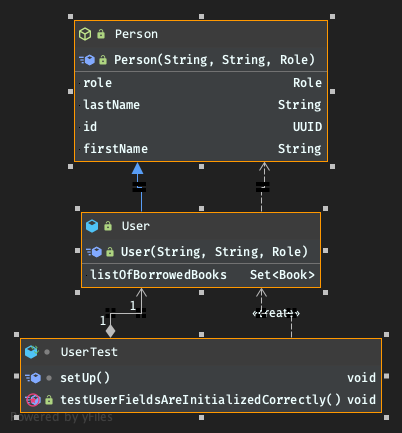 Person
Person(String, String, Role)
role Role
lastName String
id UUID
firstName String
User
User(String, String, Role)
listOfBorrowedBooks Set<Book>
1
1
UserTest
setUp() void
testUserFieldsAreInitializedCorrectly() void
Powered by yFiles